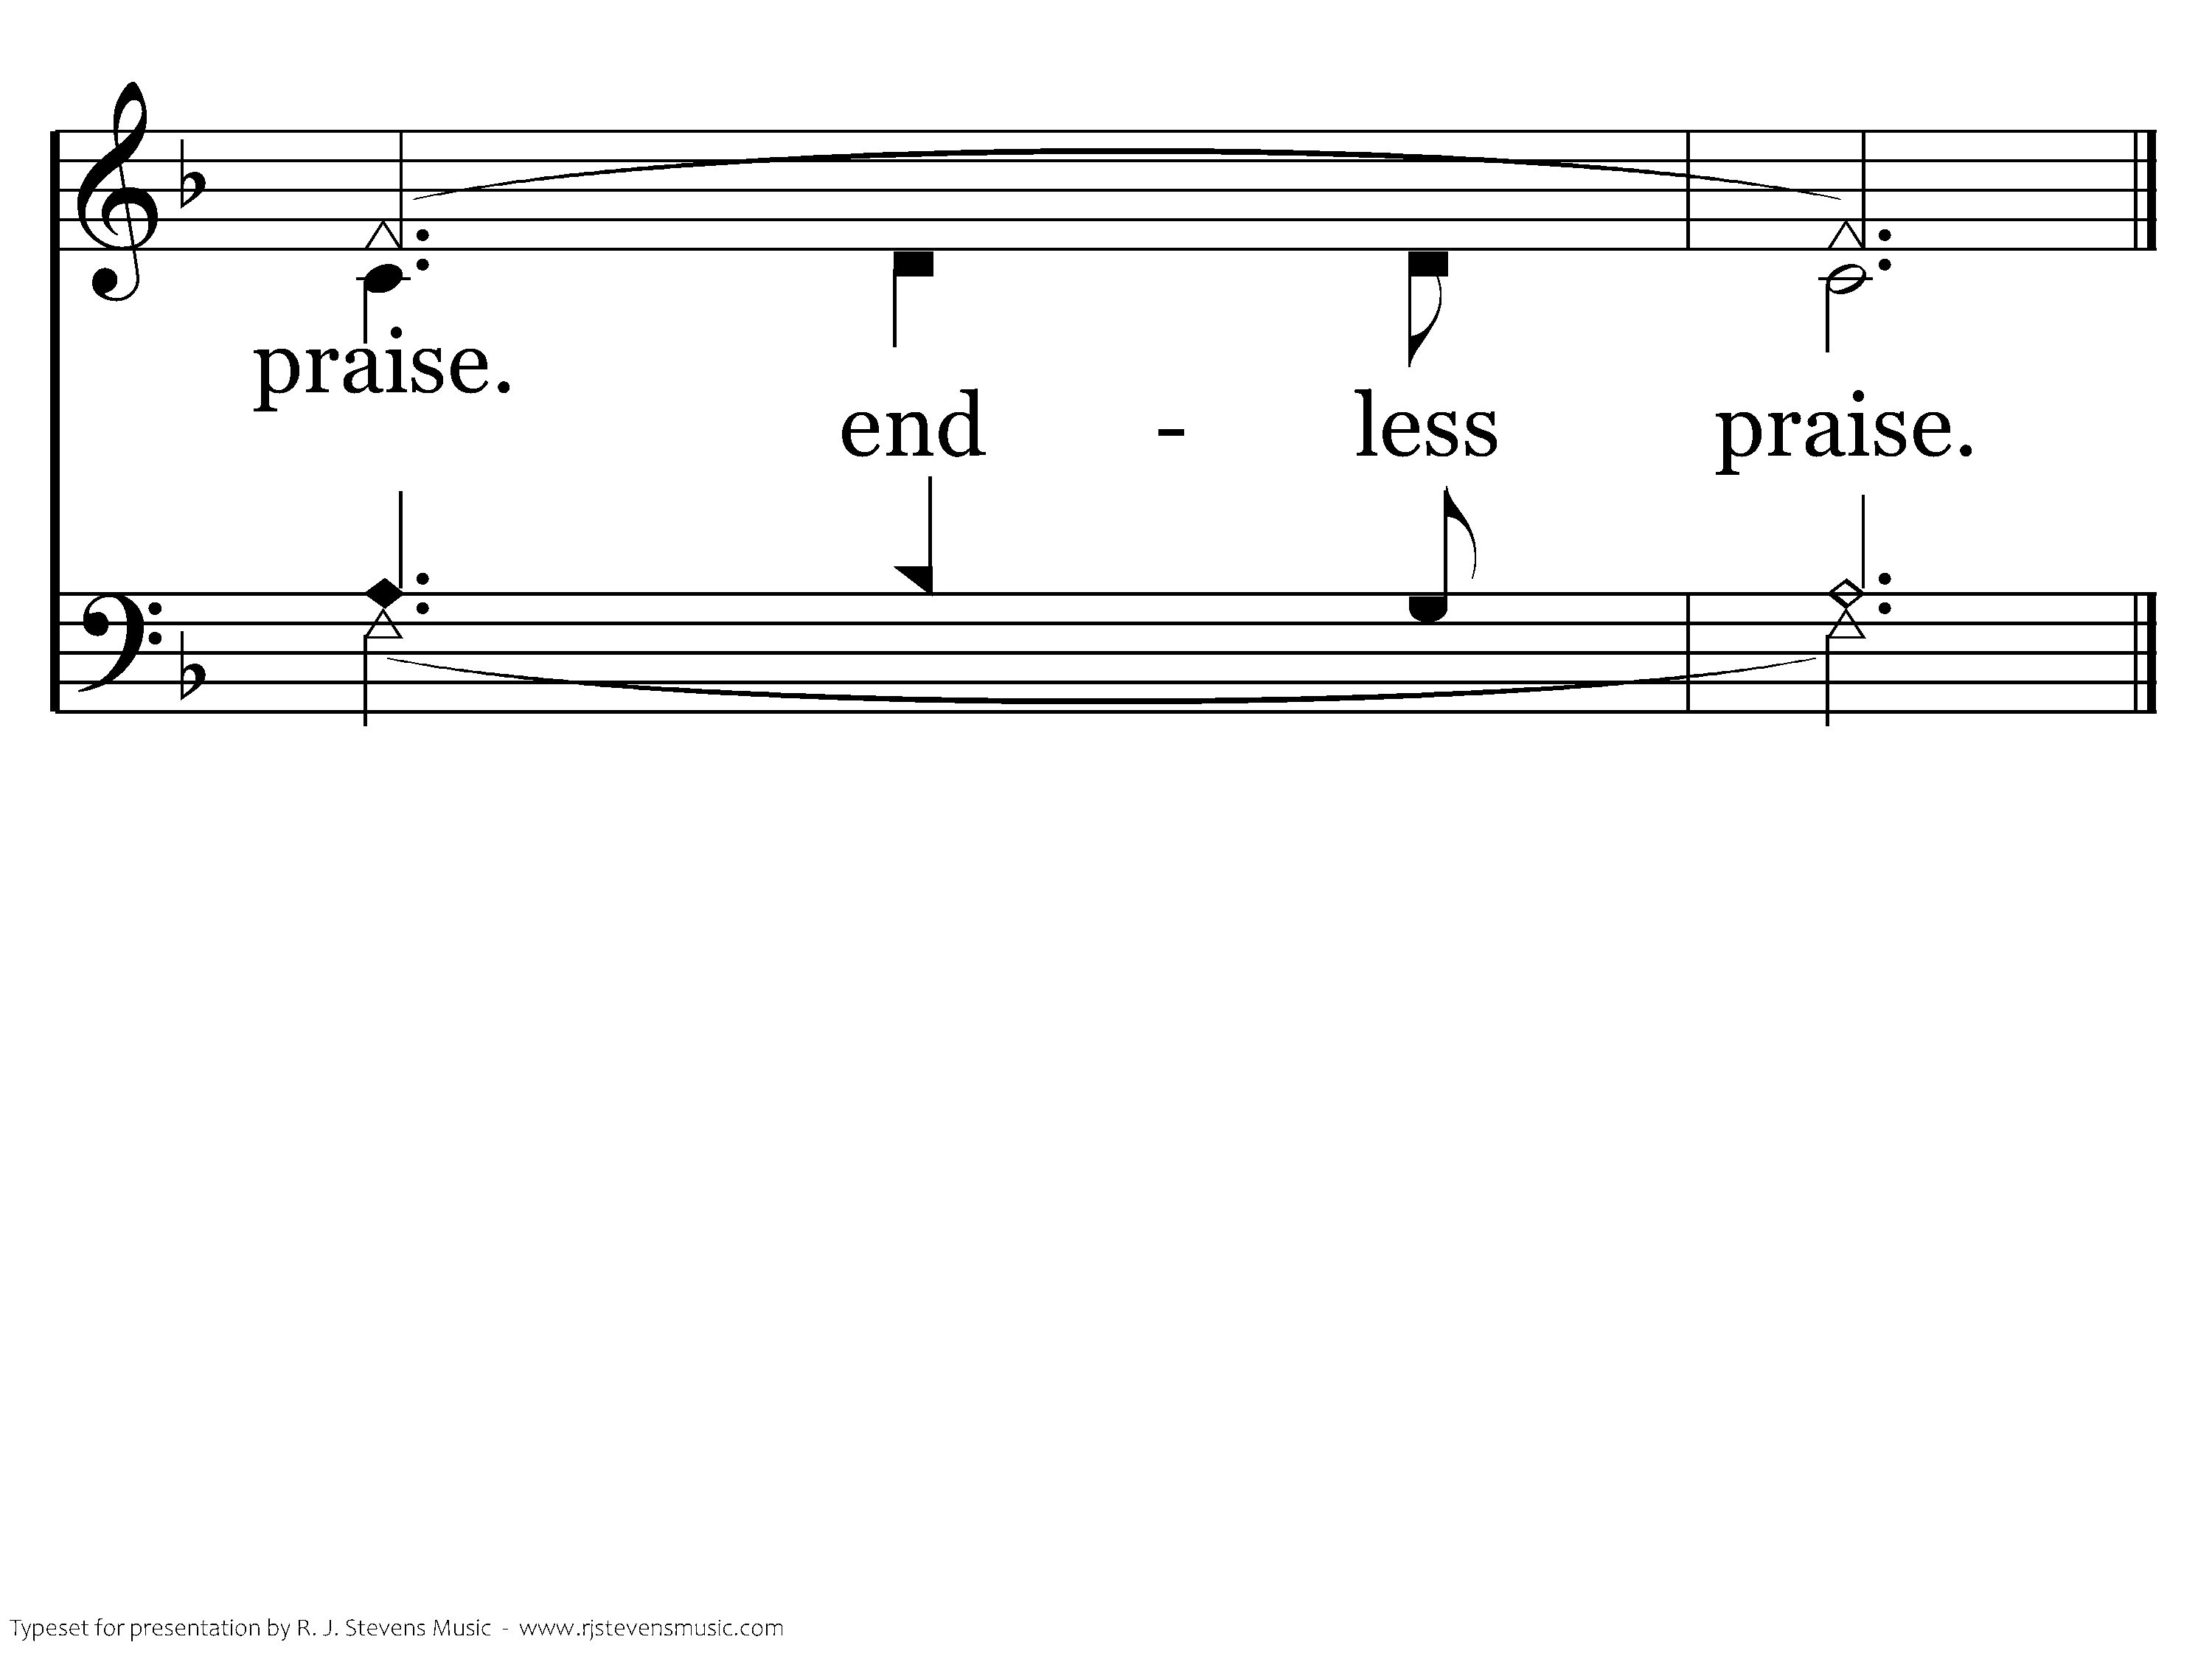 praise.
end - less praise.
Typeset for presentation by R. J. Stevens Music - www.rjstevensmusic.com